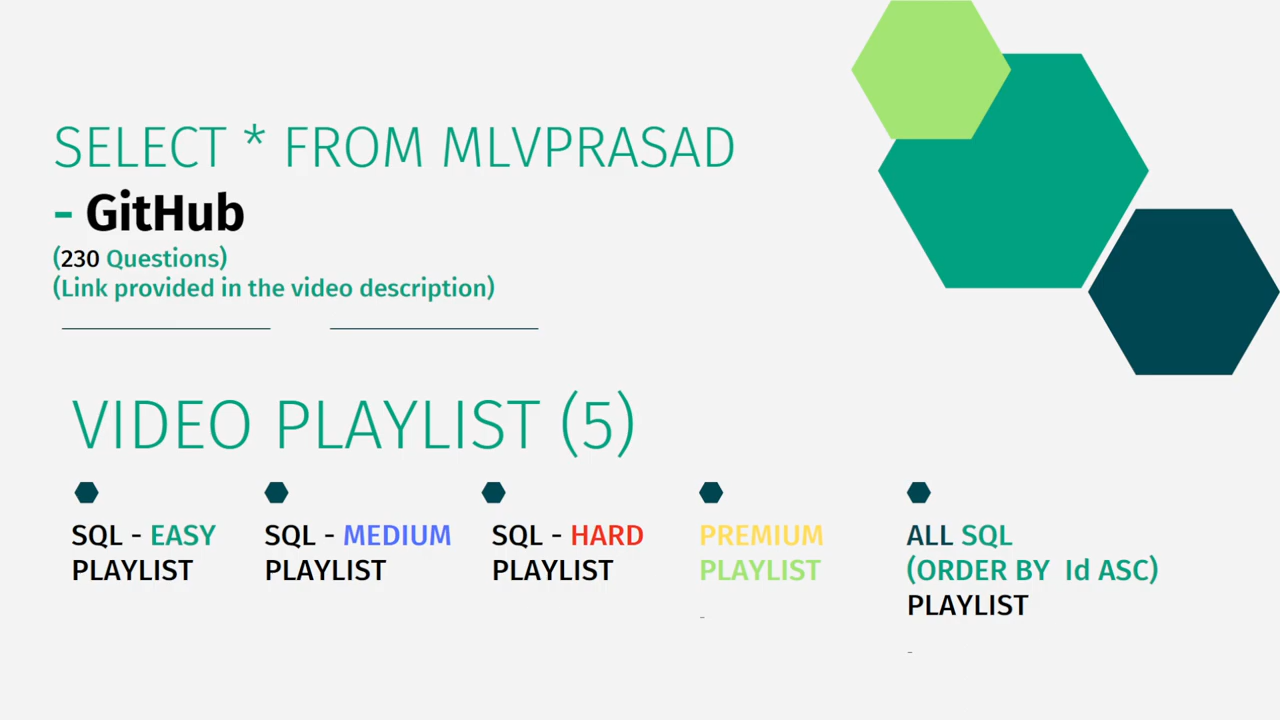 SELECT * FROM MLVPRASAD
- GitHub
(230 Questions)
(Link provided in the video description)
VIDEO PLAYLIST (5)
SQL - EASY
PLAYLIST
SQL - MEDIUM
PLAYLIST
SQL - HARD
PLAYLIST
PREMIUM
PLAYLIST
-
ALL SQL
(ORDER BY Id ASC)
PLAYLIST
-